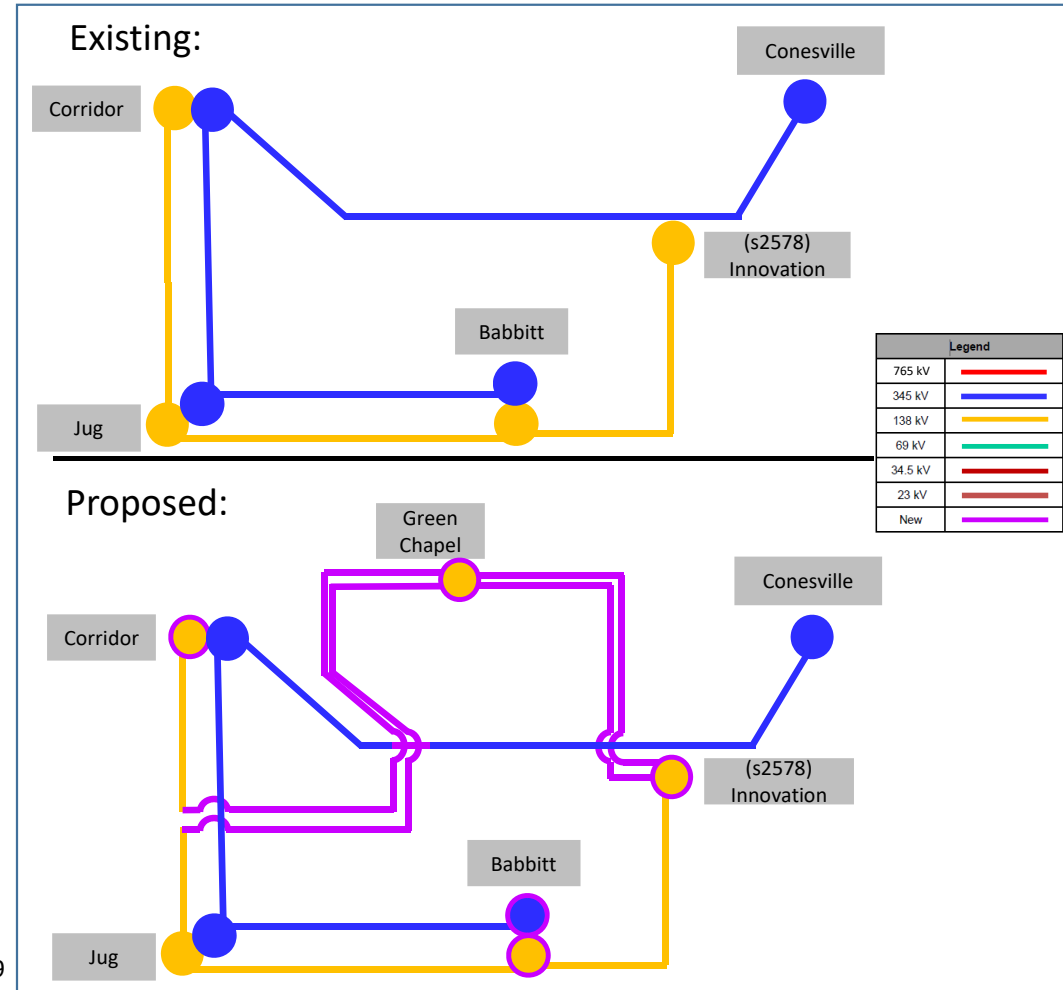 Existing:
Conesville
Corridor
(s2578)
Innovation
Babbitt
Jug
Legend
765 kV
345 kV
138 kV
69 kV
34.5 kV
23 kV
New
Proposed:
Green
Chapel
Conesville
Corridor
(s2578)
Innovation
Babbitt
Jug
9